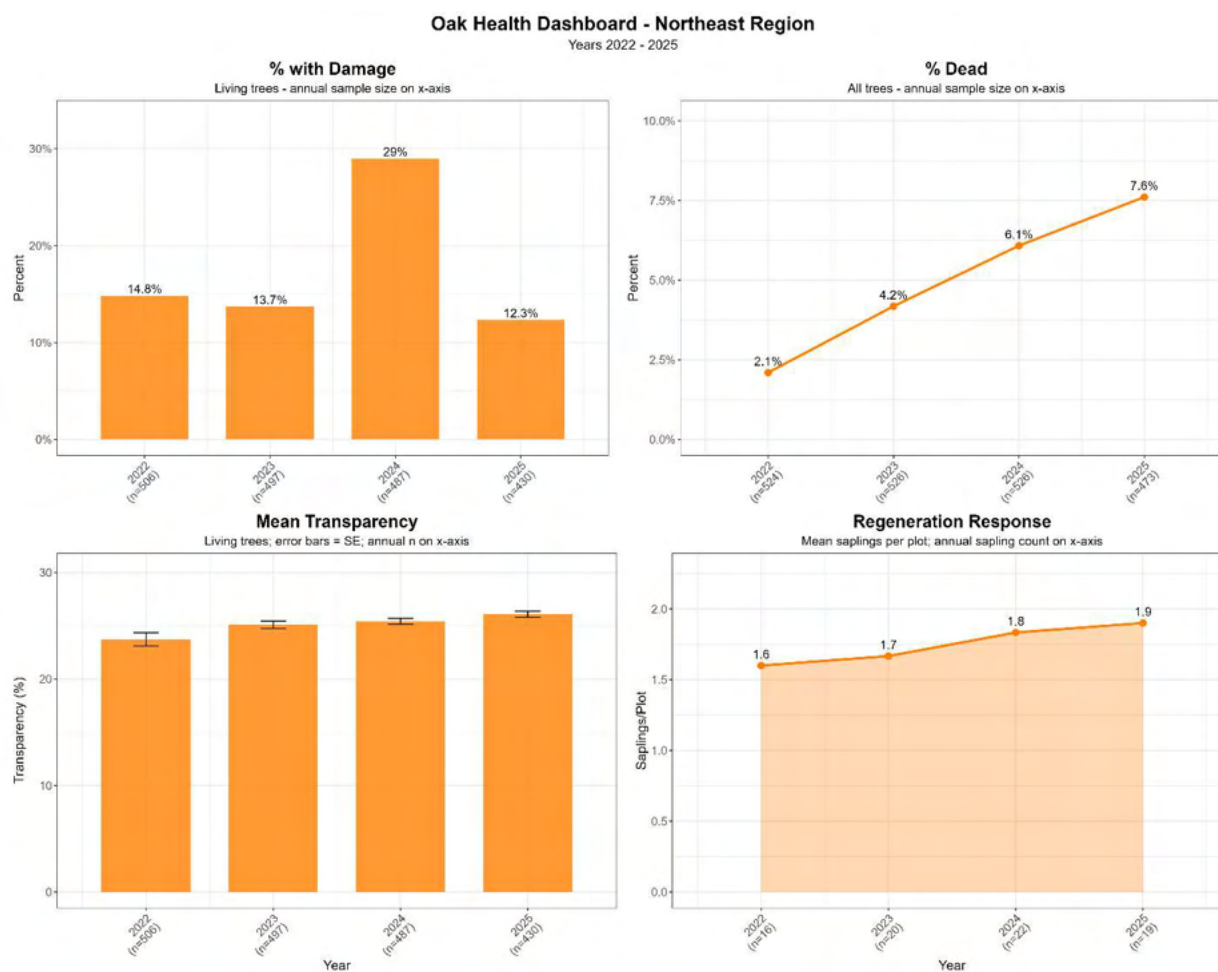 Oak Health Dashboard - Northeast Region
Years 2022 - 2025
% with Damage
Living trees - annual sample size on x-axis
Percent
30%
20%
10%
0%
14.8%
13.7%
29%
12.3%
2022
(n=506)
2023
(n=497)
2024
(n=487)
2025
(n=430)
% Dead
All trees - annual sample size on x-axis
Percent
10.0%
7.5%
5.0%
2.5%
0.0%
2.1%
4.2%
6.1%
7.6%
2022
(n=524)
2023
(n=526)
2024
(n=526)
2025
(n=473)
Mean Transparency
Living trees; error bars = SE; annual n on x-axis
Transparency (%)
30
20
10
0
2022
(n=506)
2023
(n=497)
2024
(n=487)
2025
(n=430)
Year
Regeneration Response
Mean saplings per plot; annual sapling count on x-axis
Saplings/Plot
2.0
1.5
1.0
0.5
0.0
1.6
1.7
1.8
1.9
2022
(n=16)
2023
(n=20)
2024
(n=22)
2025
(n=19)
Year